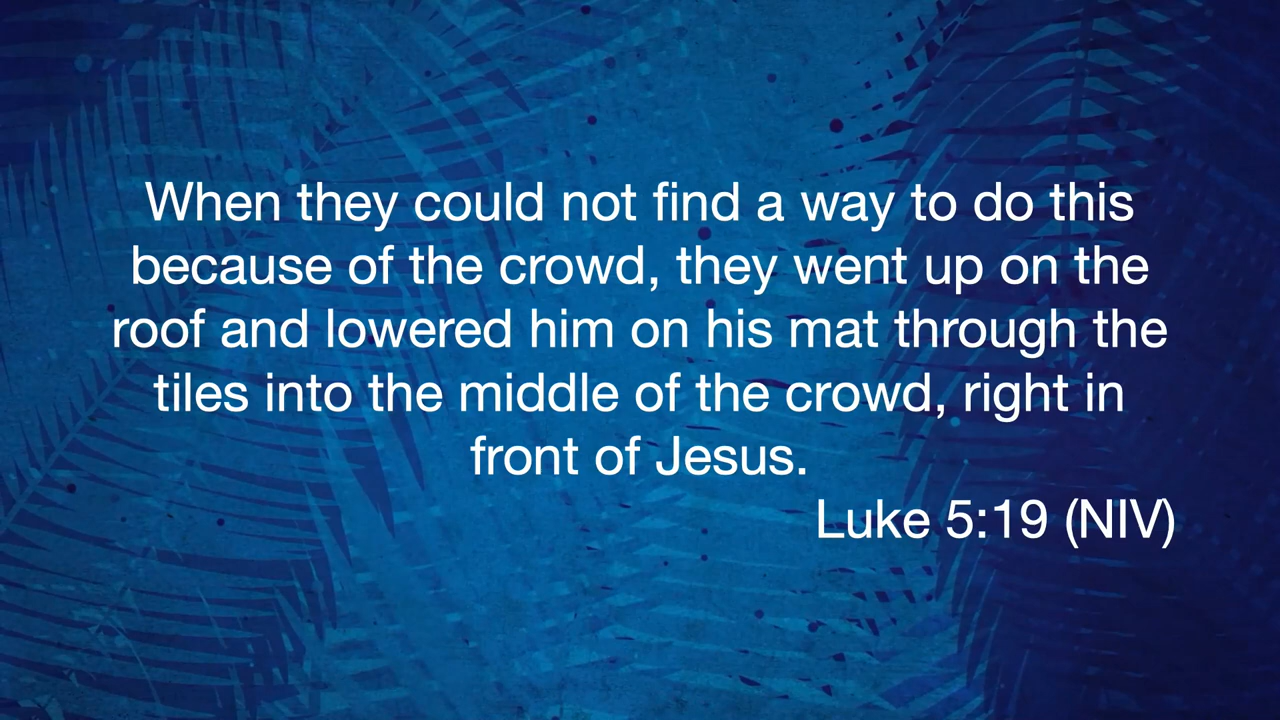 When they could not find a way to do this
because of the crowd, they went up on the
roof and lowered him on his mat through the
tiles into the middle of the crowd, right in
front of Jesus.
Luke 5:19 (NIV)